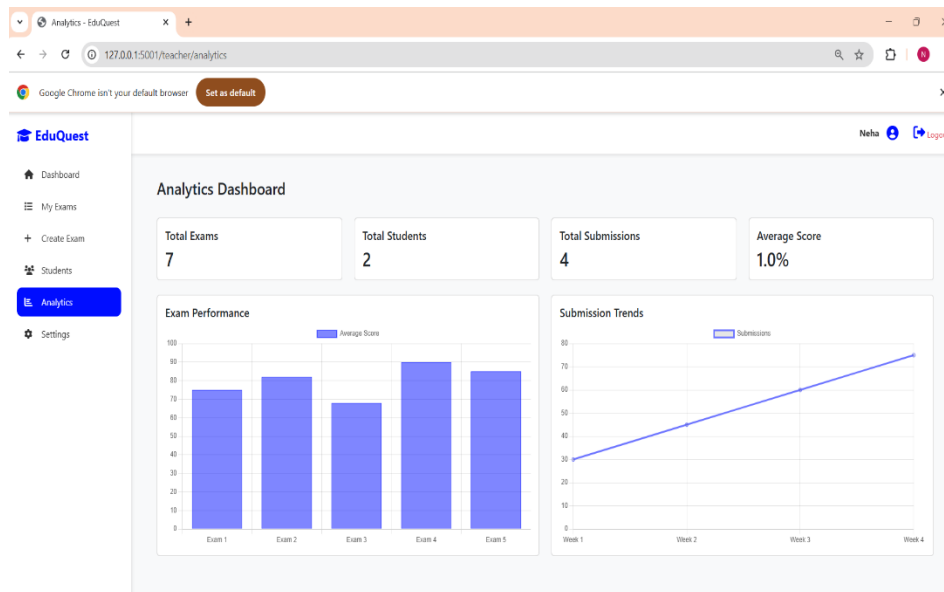 Analytics - EduQuest
127.0.0.1:5001/teacher/analytics
N
Google Chrome isn't your default browser Set as default
EduQuest
Neha
Dashboard
My Exams
Create Exam
Students
Analytics
Settings
Analytics Dashboard
Total Exams
7
Total Students
2
Total Submissions
4
Average Score
1.0%
Exam Performance
Average Score
100
90
80
70
60
50
40
30
20
10
0
Exam 1 Exam 2 Exam 3 Exam 4 Exam 5
Submission Trends
Submissions
80
70
60
50
40
30
20
10
0
Week 1 Week 2 Week 3 Week 4